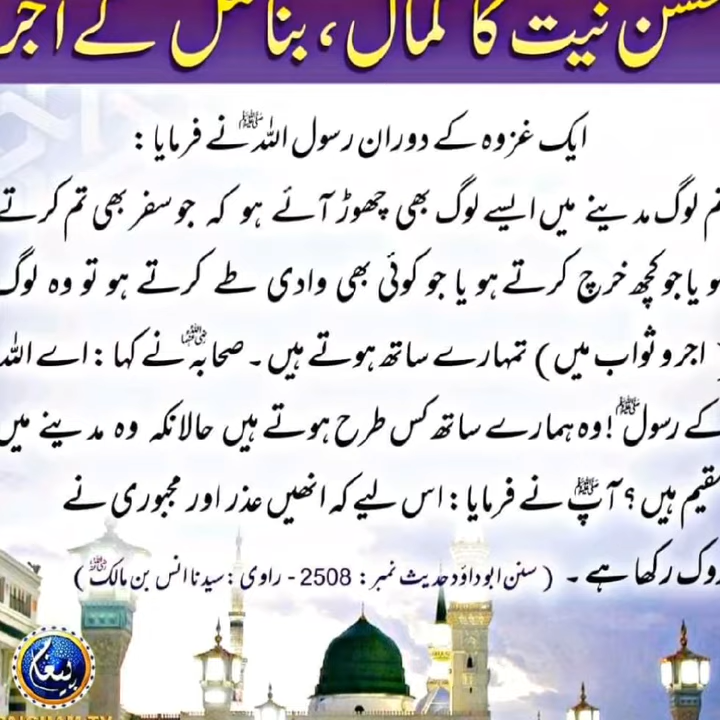 حسن نیت کا کمال، بنا عمل کے اجر
ایک غزوہ کے دوران رسول اللہ ﷺ نے فرمایا :
تم لوگ مدینے میں ایسے لوگ بھی چھوڑ آئے ہو کہ جو سفر بھی تم کرتے
ہو یا جو کچھ خرچ کرتے ہو یا جو کوئی بھی وادی طے کرتے ہو تو وہ لوگ
( اجر و ثواب میں ) تمہارے ساتھ ہوتے ہیں ۔ صحابہ نے کہا : اے اللہ
کے رسول ﷺ ! وہ ہمارے ساتھ کس طرح ہوتے ہیں حالانکہ وہ مدینے میں
مقیم ہیں ؟ آپ ﷺ نے فرمایا : اس لیے کہ انھیں عذر اور مجبوری نے
روک رکھا ہے ۔ ( سنن ابو داؤد حدیث نمبر : 2508 - راوی : سیدنا انس بن مالک )
پیغام